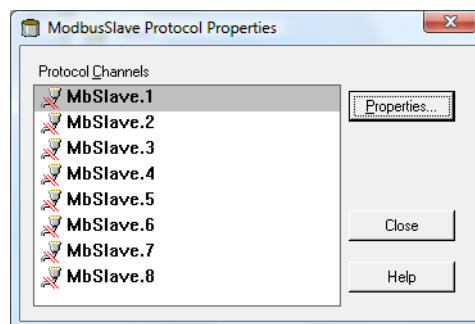 ModbusSlave Protocol Properties
Protocol Channels
MbSlave.1
MbSlave.2
MbSlave.3
MbSlave.4
MbSlave.5
MbSlave.6
MbSlave.7
MbSlave.8
Properties...
Close
Help